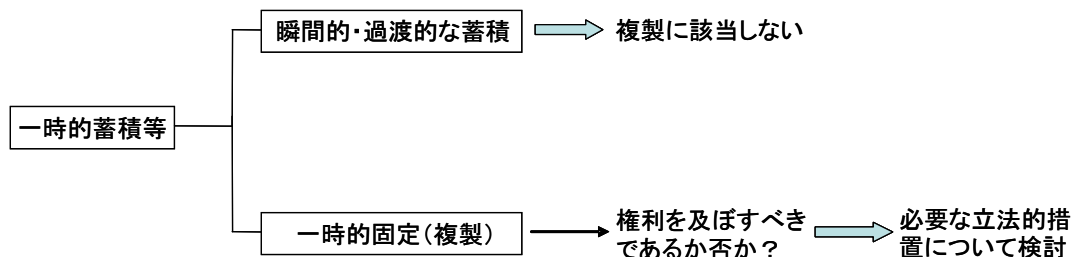 瞬間的・過渡的な蓄積
複製に該当しない
一時的蓄積等
一時的固定(複製)
権利を及ぼすべき
であるか否か?
必要な立法的措
置について検討